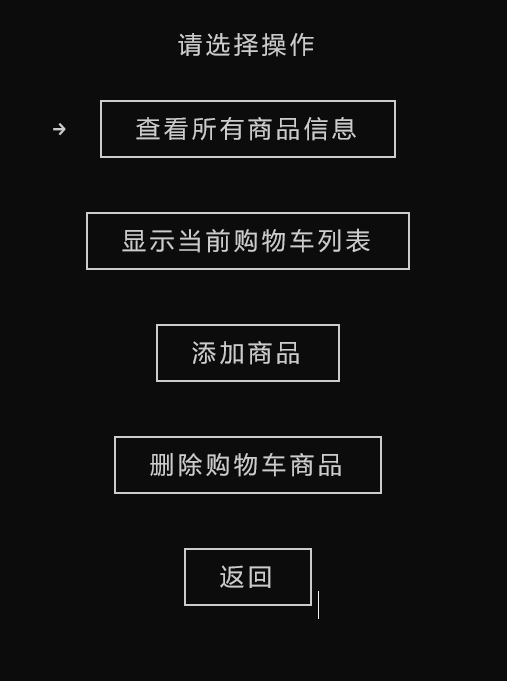 请选择操作
→ 查看所有商品信息
显示当前购物车列表
添加商品
删除购物车商品
返回